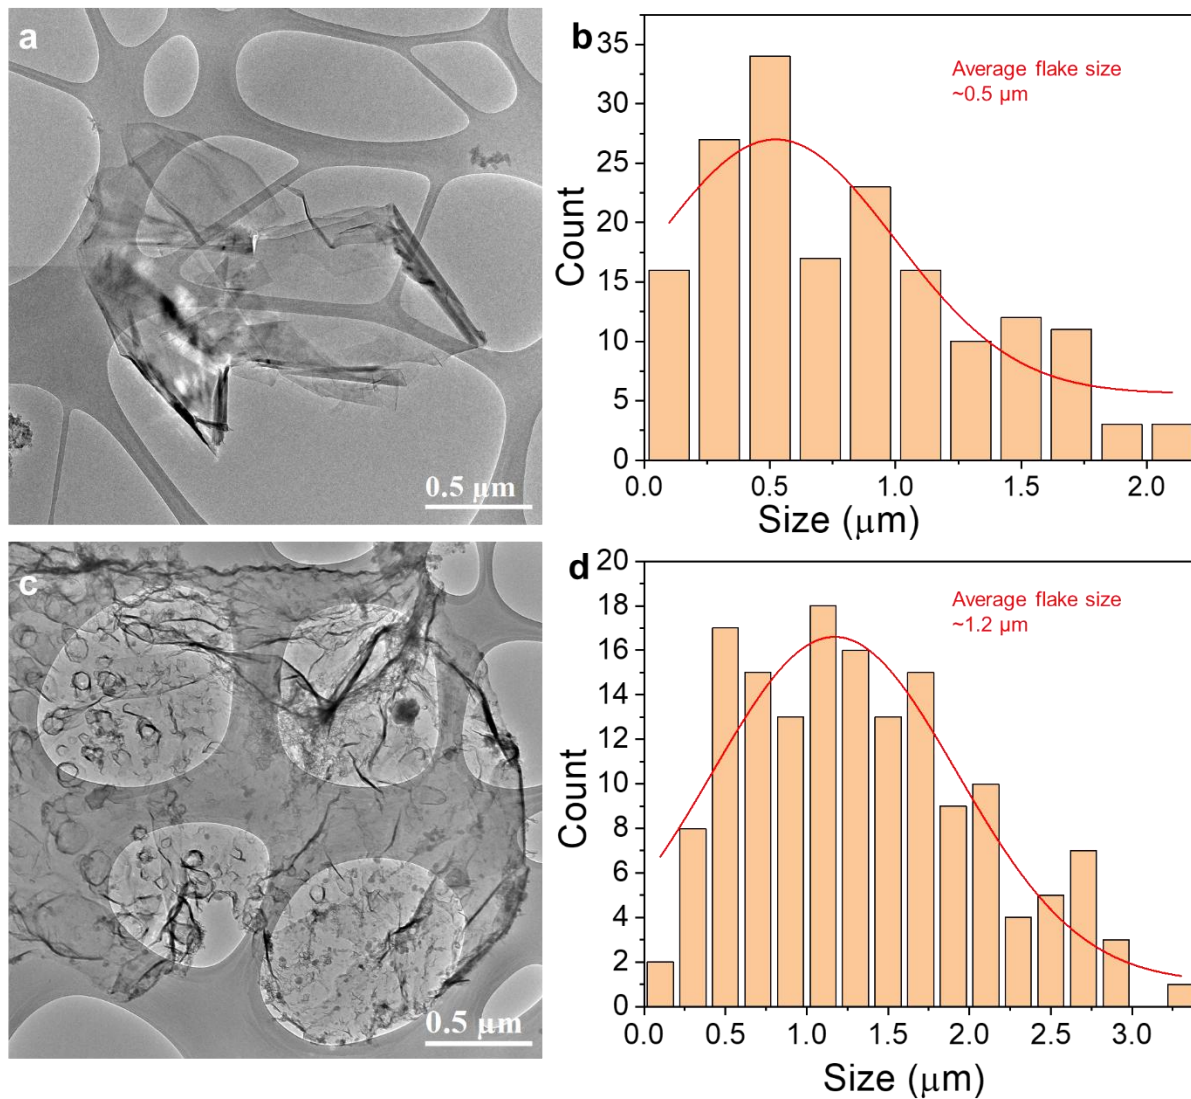 a
0.5 µm
b
Count
35
30
25
20
15
10
5
0
Average flake size
~0.5 µm
0.0 0.5 1.0 1.5 2.0
Size (µm)
c
0.5 µm
d
Count
20
18
16
14
12
10
8
6
4
2
0
Average flake size
~1.2 µm
0.0 0.5 1.0 1.5 2.0 2.5 3.0
Size (µm)